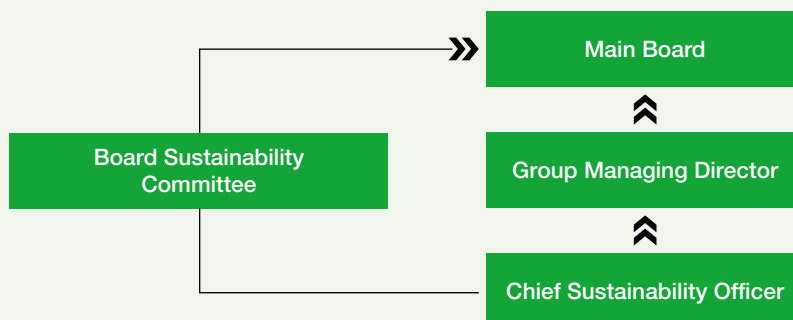 Main Board
Board Sustainability
Committee
Group Managing Director
Chief Sustainability Officer